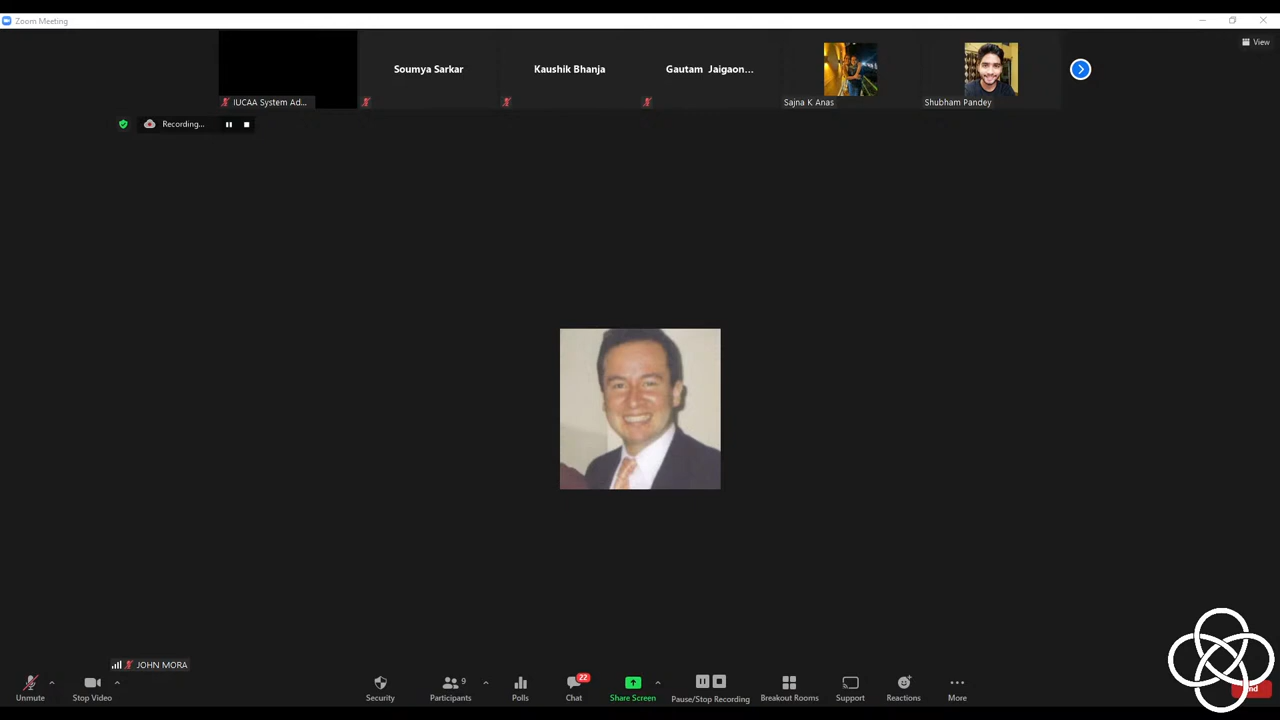 Zoom Meeting
View
Soumya Sarkar
Kaushik Bhanja
Gautam Jaigaon...
IUCAA System Ad...
Sajna K Anas
Shubham Pandey
Recording...
JOHN MORA
9
22
Unmute
Stop Video
Security
Participants
Polls
Chat
Share Screen
Pause/Stop Recording
Breakout Rooms
Support
Reactions
More